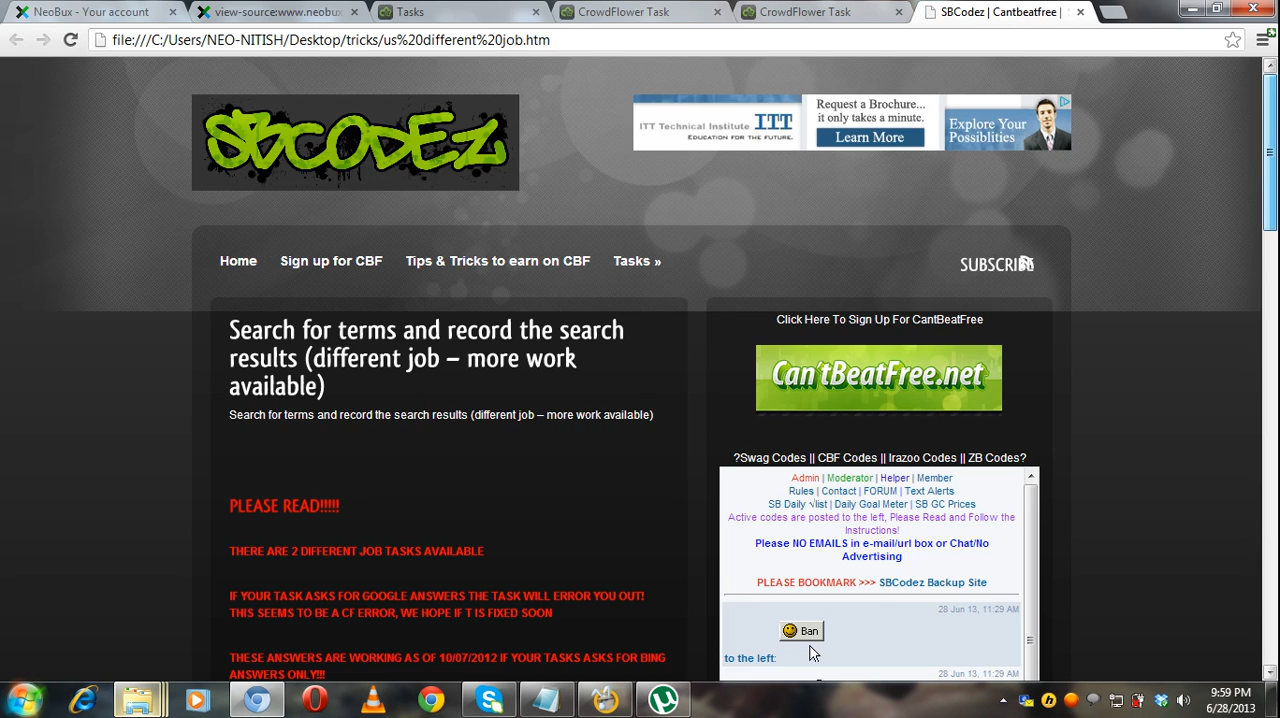 NeoBux - Your account
view-source:www.neobux
Tasks
CrowdFlower Task
CrowdFlower Task
SBCodez | Cantbeatfree |
file:///C:/Users/NEO-NITISH/Desktop/tricks/us%20different%20job.htm
SBCODEZ
ITT Technical Institute ITT
EDUCATION FOR THE FUTURE.
Request a Brochure...
it only takes a minute.
Learn More
Explore Your
Possiblities
Home
Sign up for CBF
Tips & Tricks to earn on CBF
Tasks »
SUBSCRIBE
Search for terms and record the search
results (different job – more work
available)
Search for terms and record the search results (different job – more work available)
PLEASE READ!!!!!
THERE ARE 2 DIFFERENT JOB TASKS AVAILABLE
IF YOUR TASK ASKS FOR GOOGLE ANSWERS THE TASK WILL ERROR YOU OUT!
THIS SEEMS TO BE A CF ERROR, WE HOPE IF T IS FIXED SOON
THESE ANSWERS ARE WORKING AS OF 10/07/2012 IF YOUR TASKS ASKS FOR BING
ANSWERS ONLY!!!
Click Here To Sign Up For CantBeatFree
Can'tBeatFree.net
?Swag Codes || CBF Codes || Irazoo Codes || ZB Codes?
Admin | Moderator | Helper | Member
Rules | Contact | FORUM | Text Alerts
SB Daily √list | Daily Goal Meter | SB GC Prices
Active codes are posted to the left, Please Read and Follow the
Instructions!
Please NO EMAILS in e-mail/url box or Chat/No
Advertising
PLEASE BOOKMARK >>> SBCodez Backup Site
28 Jun 13, 11:29 AM
Ban
to the left:
28 Jun 13, 11:29 AM
9:59 PM
6/28/2013